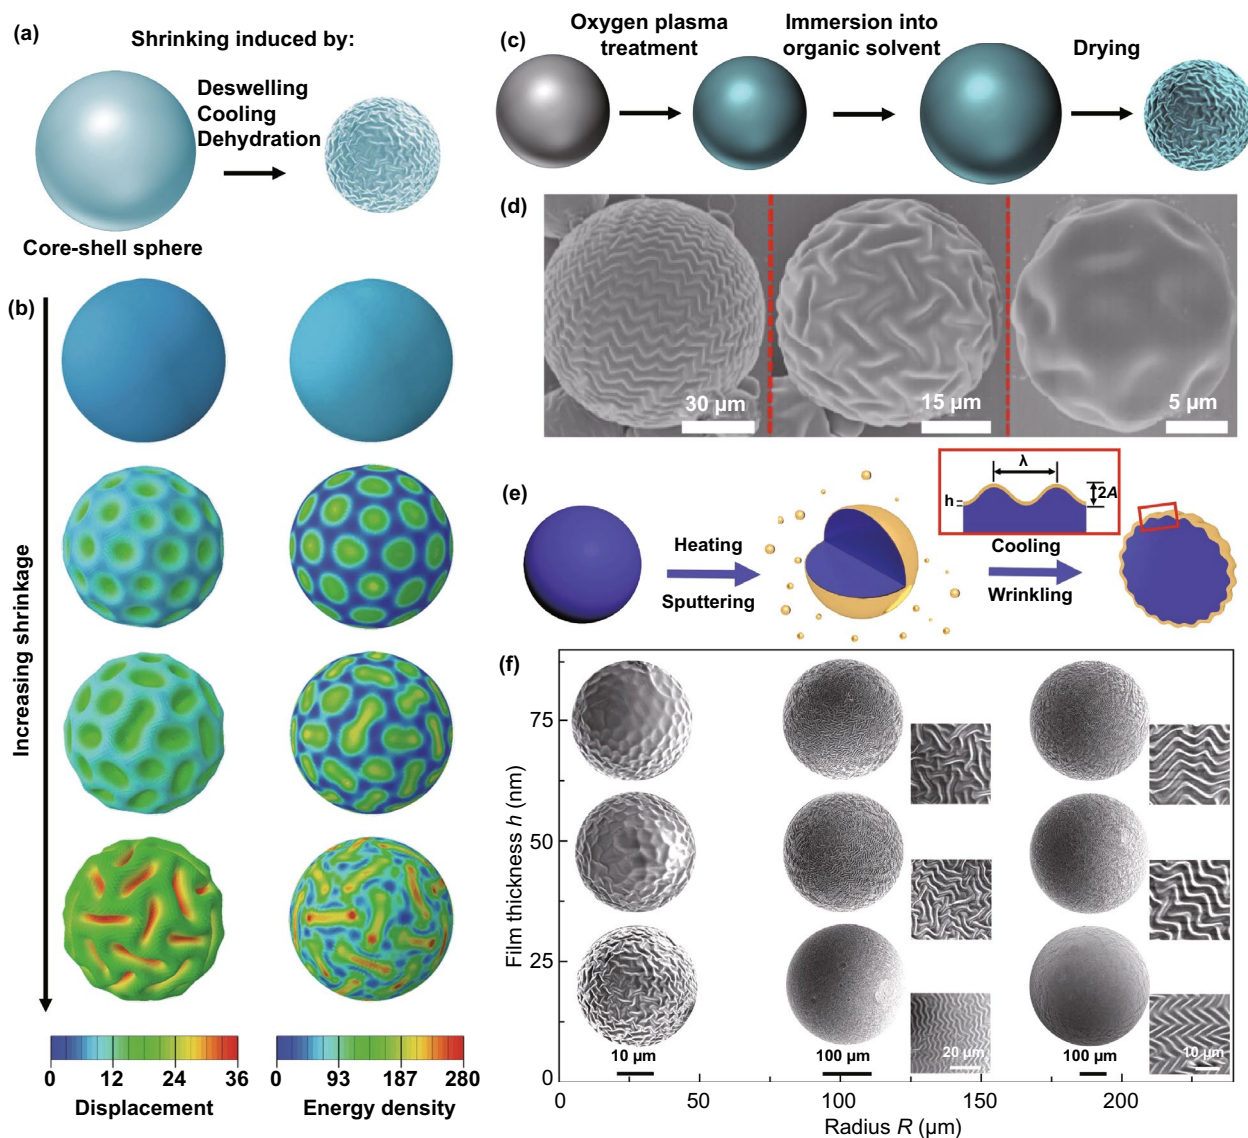 (a)
Shrinking induced by:
Deswelling
Cooling
Dehydration
Core-shell sphere
(b)
Increasing shrinkage
0 12 24 36
Displacement
0 93 187 280
Energy density
(c)
Oxygen plasma
treatment
Immersion into
organic solvent
Drying
(d)
30 µm
15 µm
5 µm
(e)
Heating
Sputtering
λ
h
2A
Cooling
Wrinkling
(f)
Film thickness h (nm)
75
50
25
0
10 µm
100 µm
20 µm
100 µm
10 µm
0 50 100 150 200
Radius R (µm)